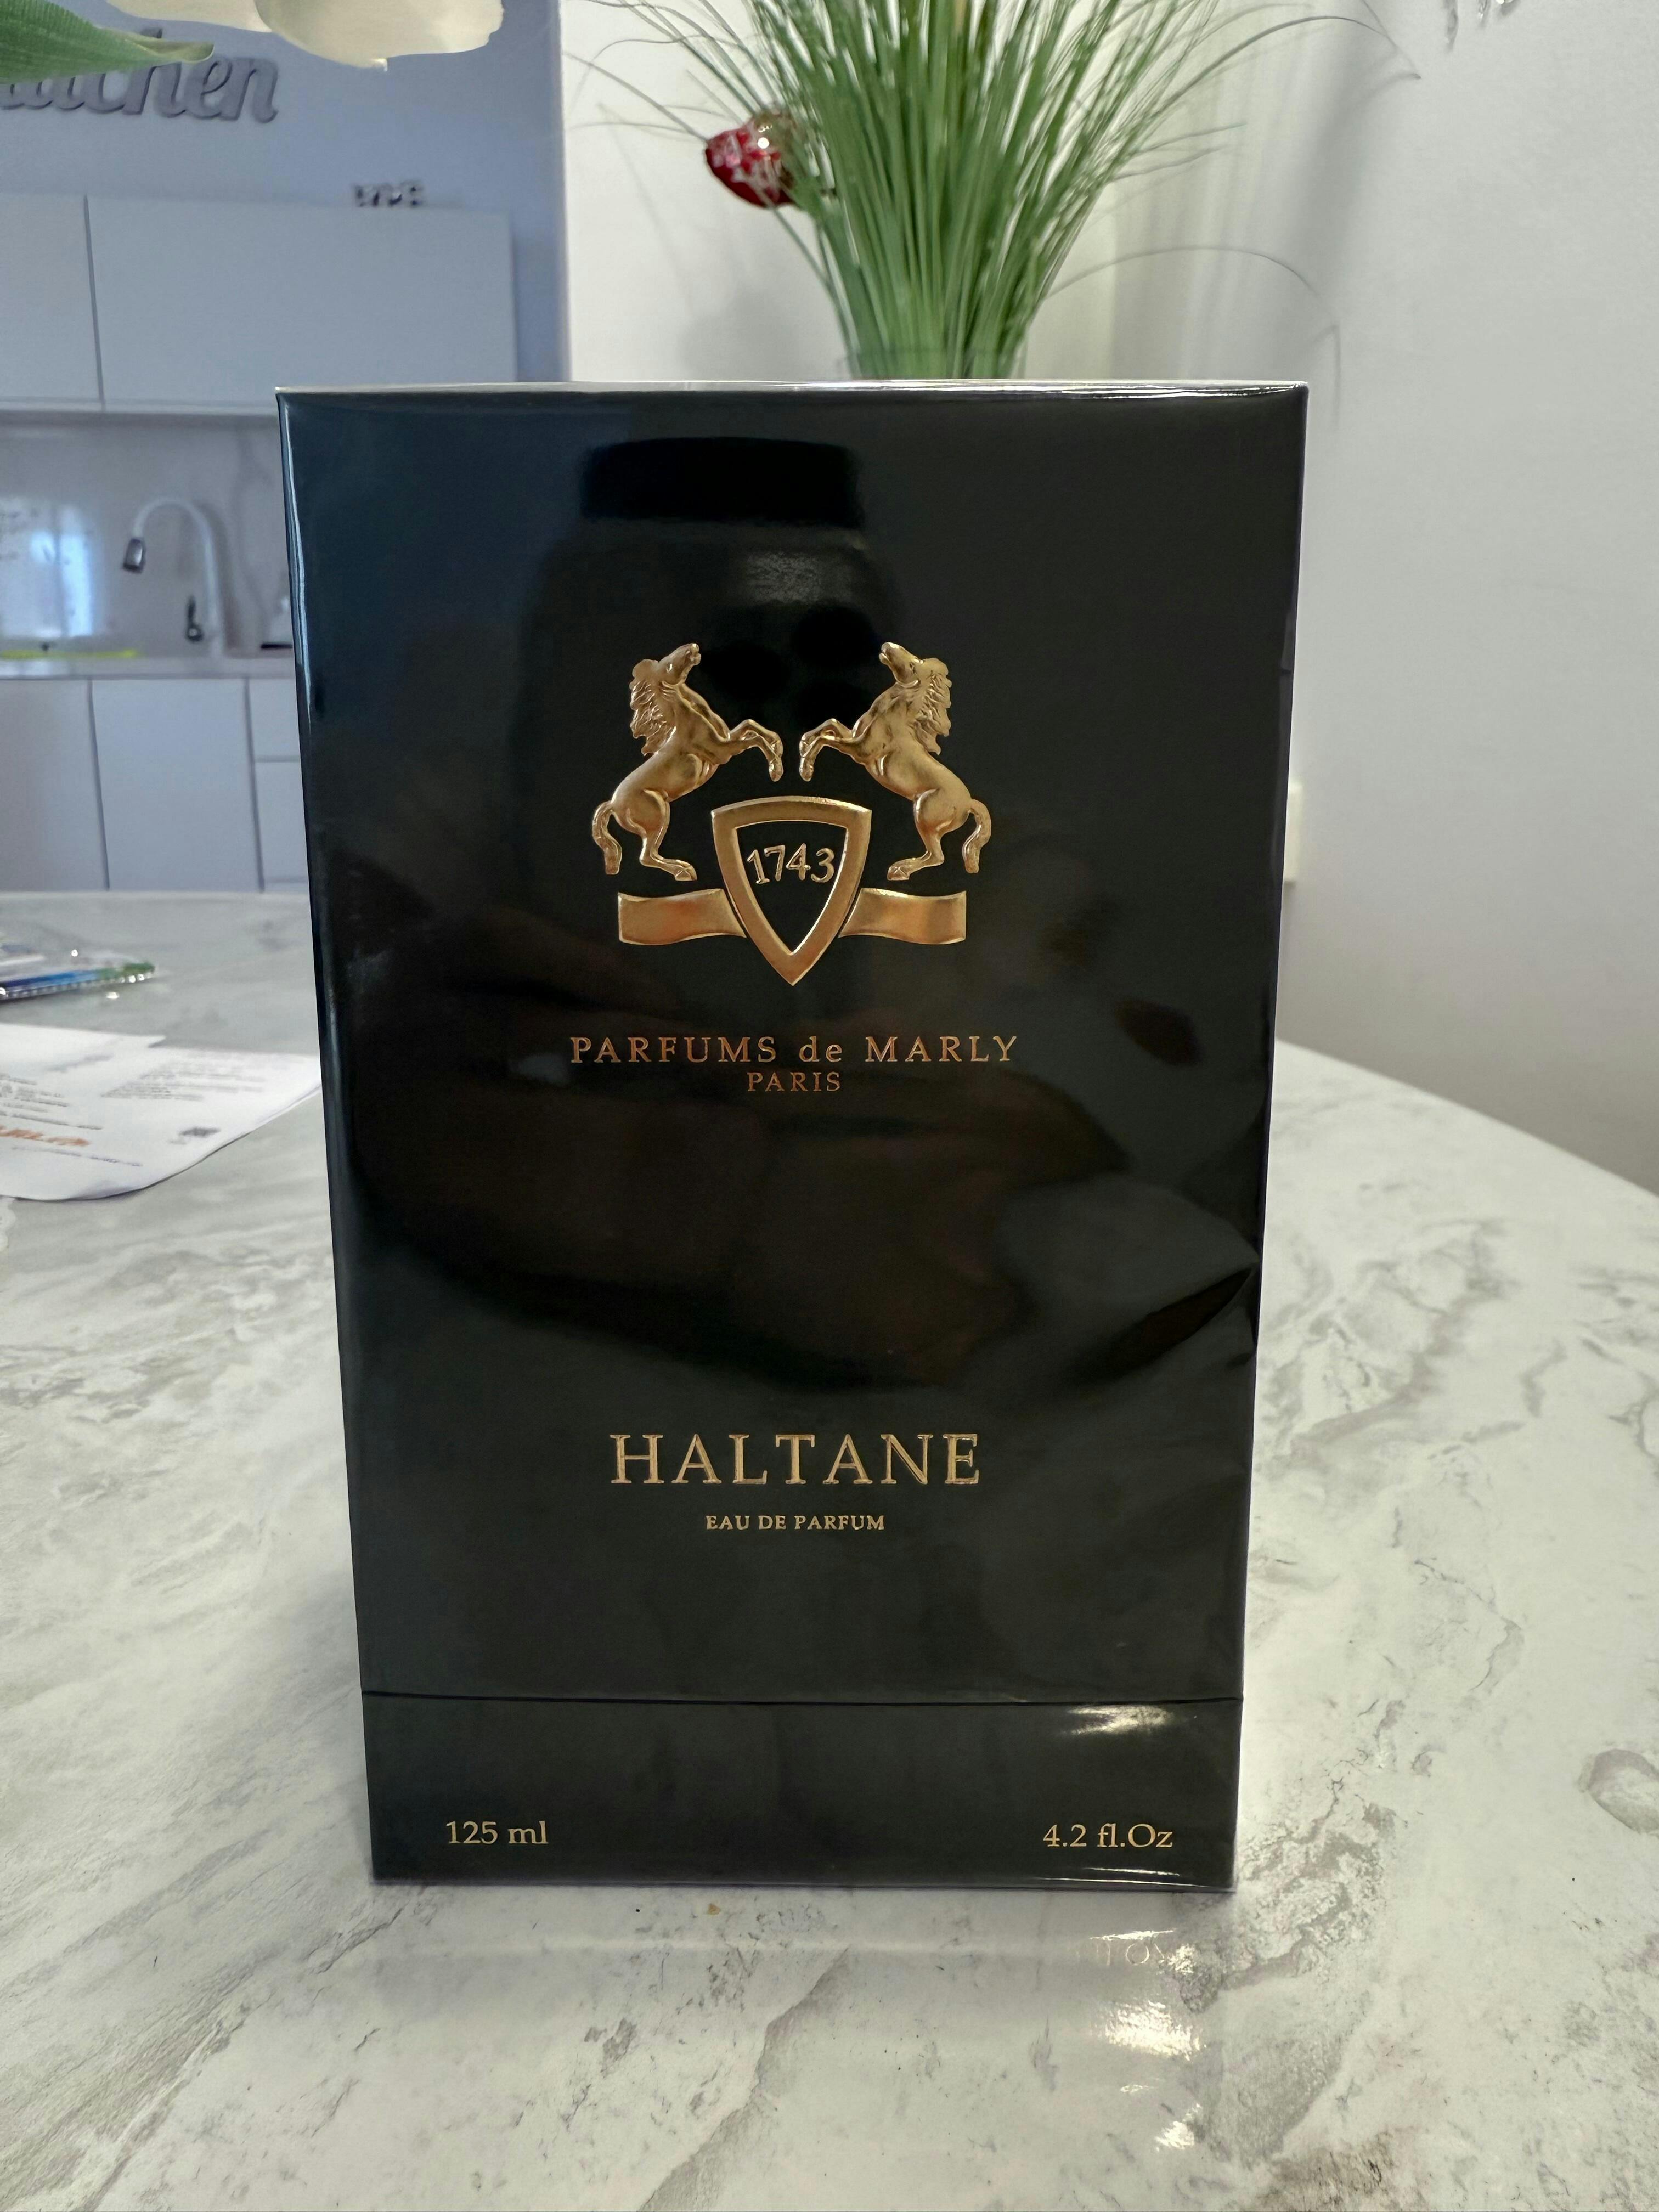 1743
PARFUMS de MARLY
PARIS
HALTANE
EAU DE PARFUM
125 ml
4.2 fl.Oz